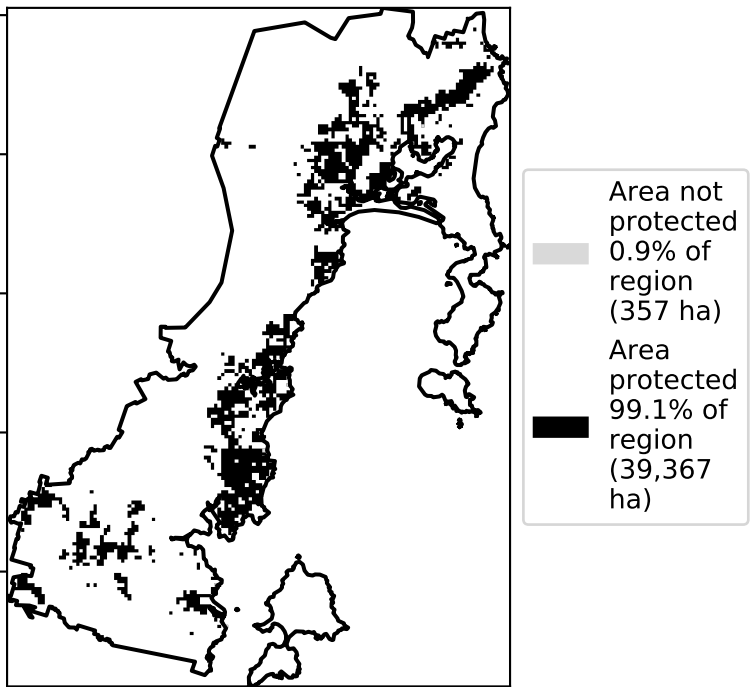 Area not
protected
0.9% of
region
(357 ha)
Area
protected
99.1% of
region
(39,367
ha)